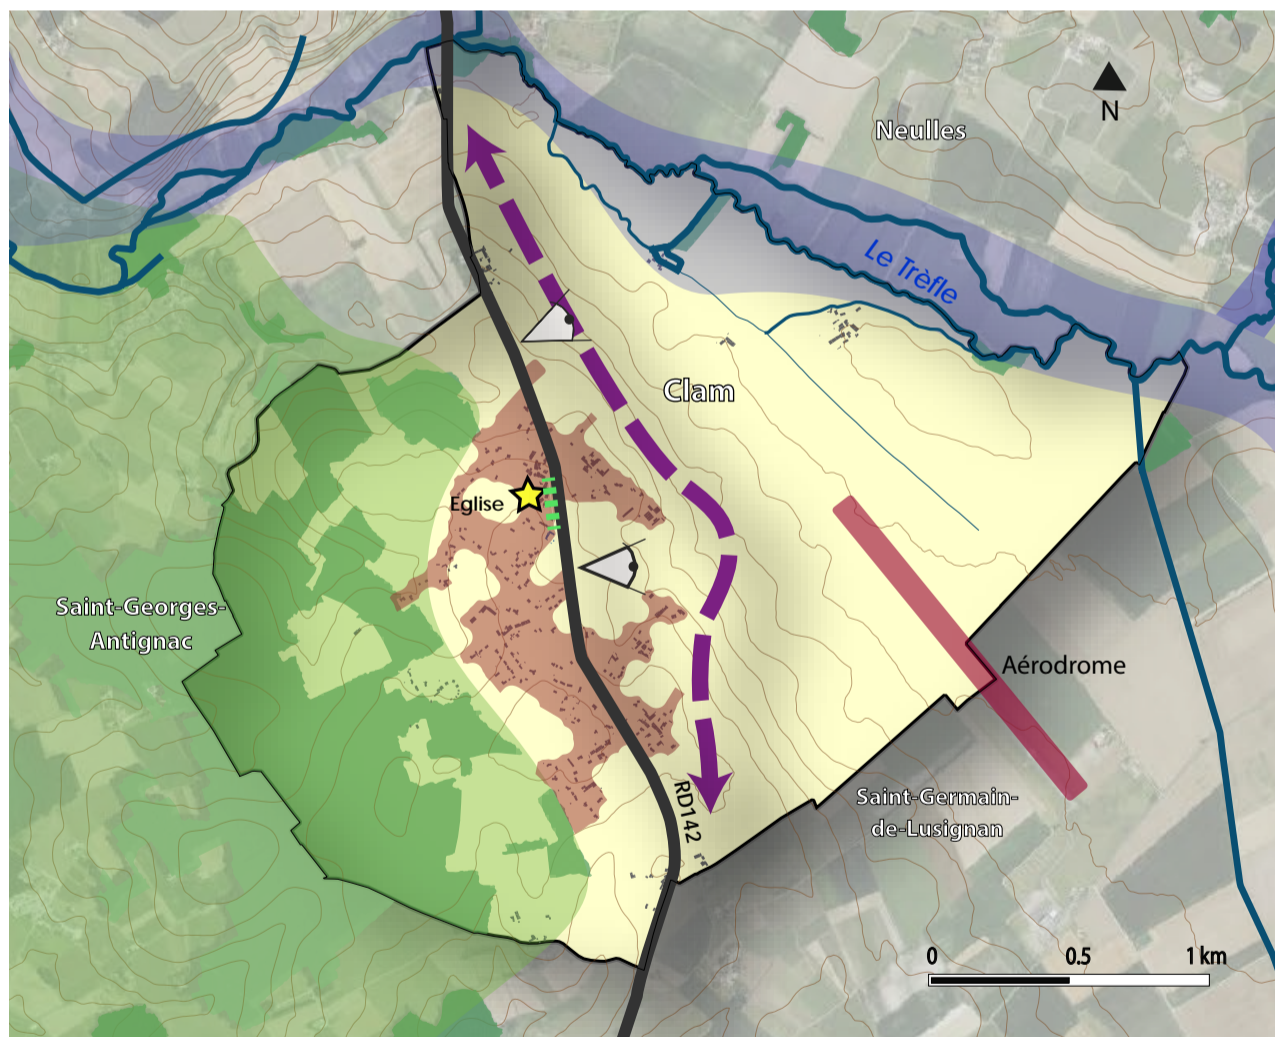 N
Neulles
Le Trèfle
Clam
Eglise
Saint-Georges-
Antignac
Aérodrome
RD142
Saint-Germain-
de-Lusignan
0 0.5 1 km